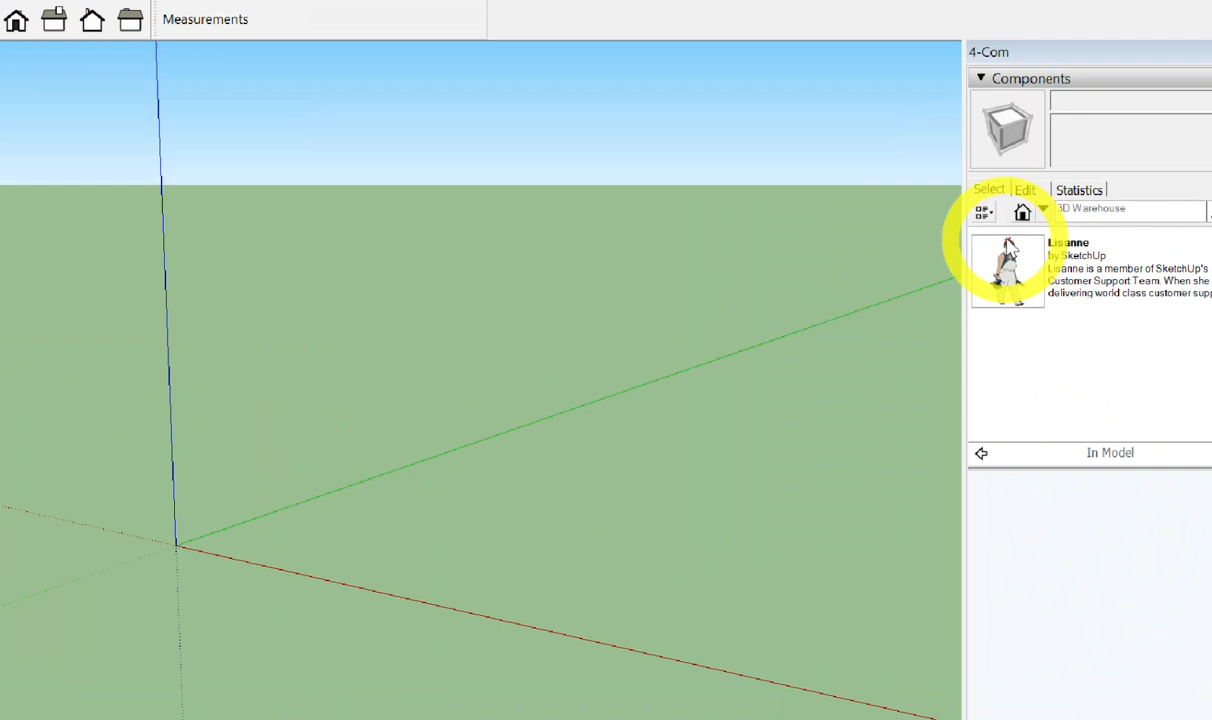 Measurements
4-Com
Components
Select
Edit
Statistics
3D Warehouse
Lisanne
by SketchUp
Lisanne is a member of SketchUp's
Customer Support Team. When she
delivering world class customer supp
In Model